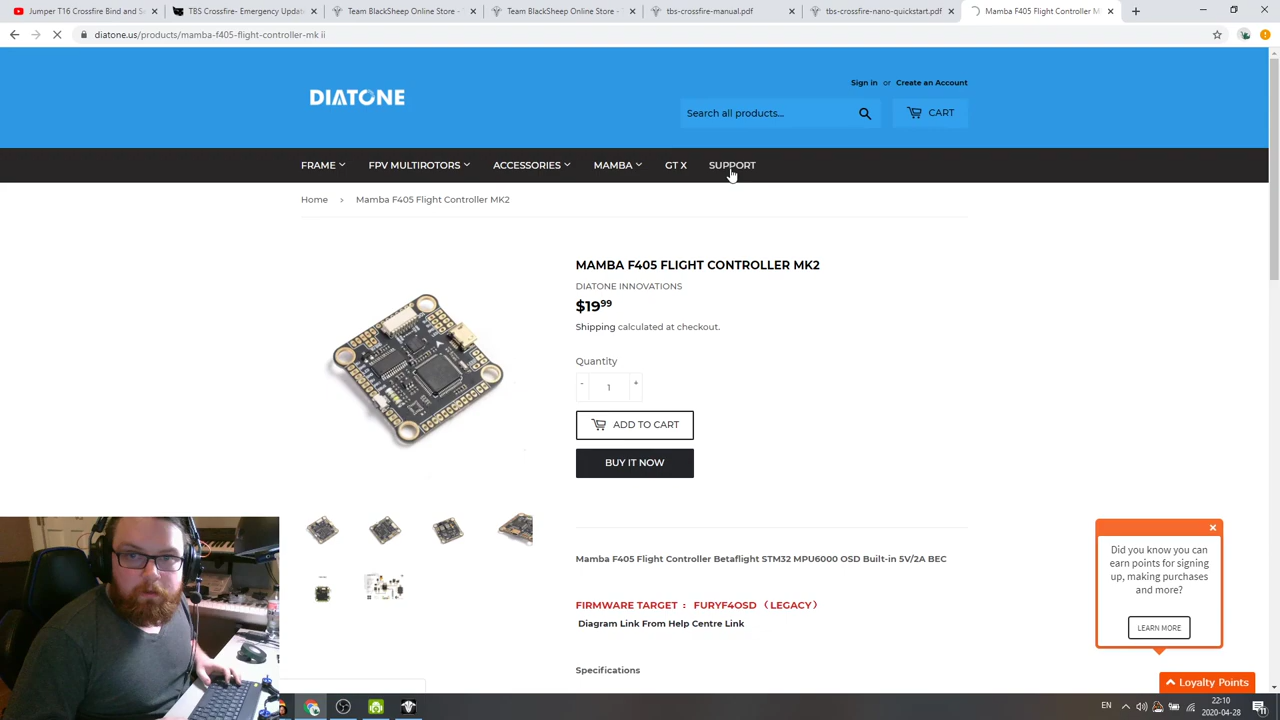 Jumper T16 Crossfire Bind and S
TBS Crossfire- Emergency Updat
Team BlackSheep Online Store -
Team BlackSheep Online Store -
tbs-crossfire-manual.pdf
tbs-crossfire-nano-quickstart.pdf
Mamba F405 Flight Controller M
diatone.us/products/mamba-f405-flight-controller-mk ii
Sign in or Create an Account
DIATONE
Search all products...
CART
FRAME FPV MULTIROTORS ACCESSORIES MAMBA GT X SUPPORT
Home › Mamba F405 Flight Controller MK2
MAMBA F405 FLIGHT CONTROLLER MK2
DIATONE INNOVATIONS
$19⁹⁹
Shipping calculated at checkout.
Quantity
- 1 +
ADD TO CART
BUY IT NOW
Mamba F405 Flight Controller Betaflight STM32 MPU6000 OSD Built-in 5V/2A BEC
FIRMWARE TARGET ： FURYF4OSD （LEGACY）
Diagram Link From Help Centre Link
Specifications
Did you know you can
earn points for signing
up, making purchases
and more?
LEARN MORE
Loyalty Points
EN
22:10
2020-04-28